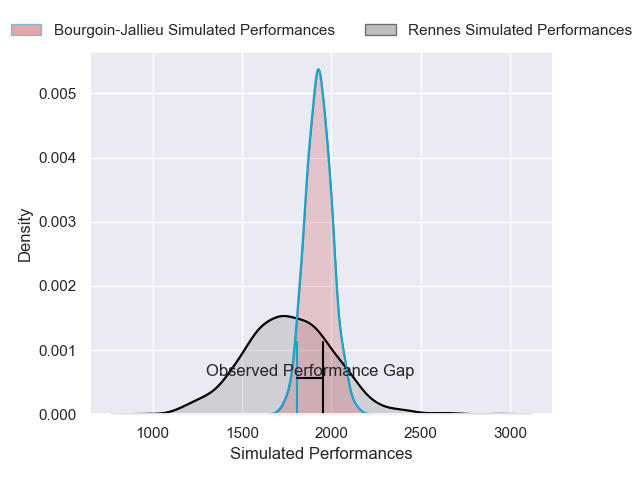 Bourgoin-Jallieu Simulated Performances
Rennes Simulated Performances
0.005
0.004
0.003
0.002
0.001
0.000
Density
Observed Performance Gap
1000
1500
2000
2500
3000
Simulated Performances